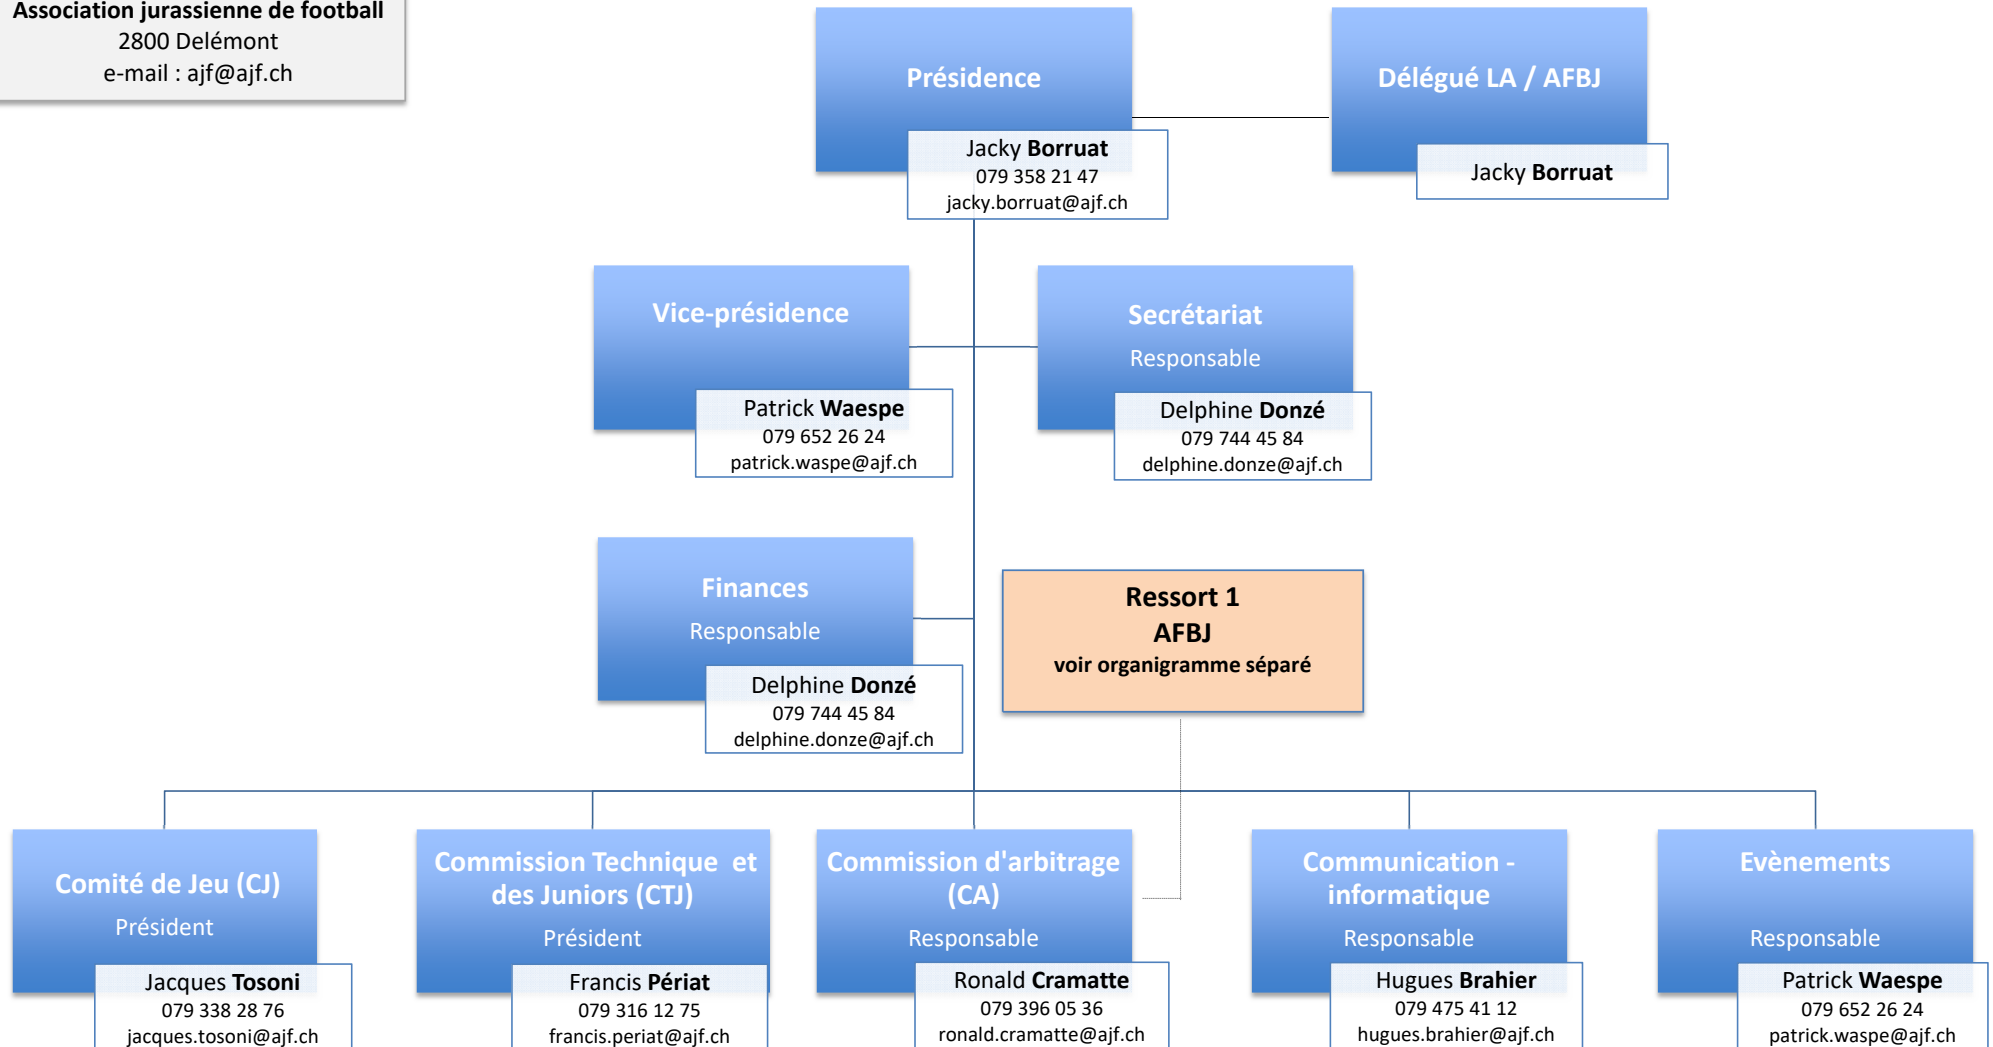 Association jurassienne de football
2800 Delémont
e-mail : ajf@ajf.ch
Présidence
Jacky Borruat
079 358 21 47
jacky.borruat@ajf.ch
Délégué LA / AFBJ
Jacky Borruat
Vice-présidence
Patrick Waespe
079 652 26 24
patrick.waspe@ajf.ch
Secrétariat
Responsable
Delphine Donzé
079 744 45 84
delphine.donze@ajf.ch
Finances
Responsable
Delphine Donzé
079 744 45 84
delphine.donze@ajf.ch
Ressort 1
AFBJ
voir organigramme séparé
Comité de Jeu (CJ)
Président
Jacques Tosoni
079 338 28 76
jacques.tosoni@ajf.ch
Commission Technique et
des Juniors (CTJ)
Président
Francis Périat
079 316 12 75
francis.periat@ajf.ch
Commission d'arbitrage
(CA)
Responsable
Ronald Cramatte
079 396 05 36
ronald.cramatte@ajf.ch
Communication -
informatique
Responsable
Hugues Brahier
079 475 41 12
hugues.brahier@ajf.ch
Evènements
Responsable
Patrick Waespe
079 652 26 24
patrick.waspe@ajf.ch